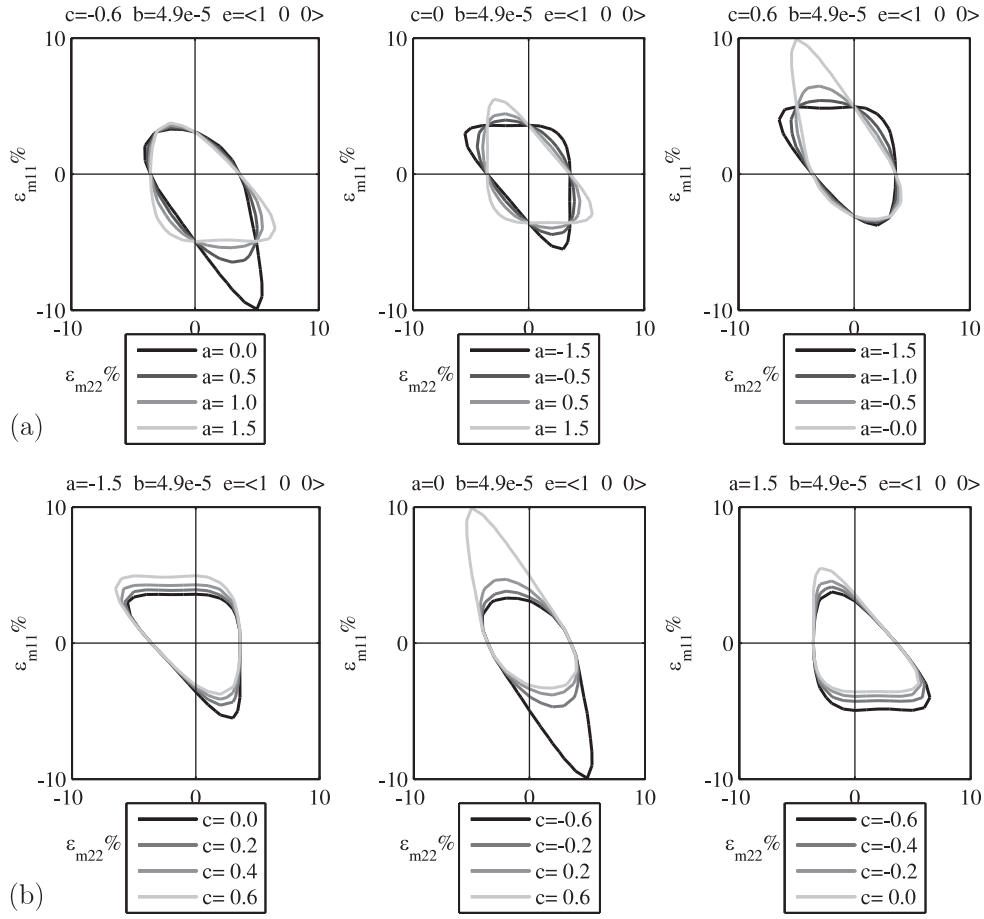 c=-0.6 b=4.9e-5 e=<1 0 0>
c=0 b=4.9e-5 e=<1 0 0>
c=0.6 b=4.9e-5 e=<1 0 0>
10
10
10
ε_m11%
ε_m11%
ε_m11%
0
0
0
-10
-10
-10
-10 0 10
-10 0 10
-10 0 10
ε_m22%
a= 0.0
a= 0.5
a= 1.0
a= 1.5
ε_m22%
a=-1.5
a=-0.5
a= 0.5
a= 1.5
ε_m22%
a=-1.5
a=-1.0
a=-0.5
a=-0.0
(a)
a=-1.5 b=4.9e-5 e=<1 0 0>
a=0 b=4.9e-5 e=<1 0 0>
a=1.5 b=4.9e-5 e=<1 0 0>
10
10
10
ε_m11%
ε_m11%
ε_m11%
0
0
0
-10
-10
-10
-10 0 10
-10 0 10
-10 0 10
ε_m22%
c= 0.0
c= 0.2
c= 0.4
c= 0.6
ε_m22%
c=-0.6
c=-0.2
c= 0.2
c= 0.6
ε_m22%
c=-0.6
c=-0.4
c=-0.2
c= 0.0
(b)